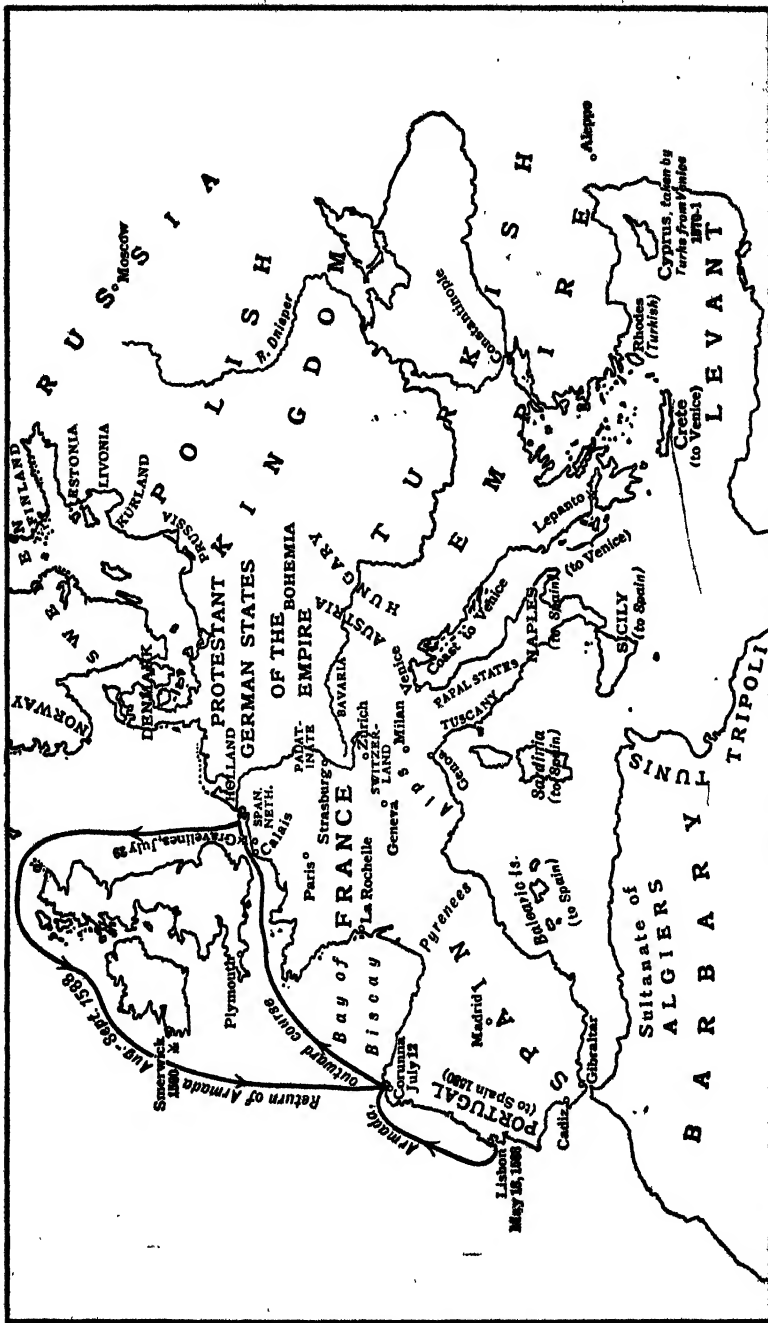 NORWAY
SWEDEN
FINLAND
ESTONIA
LIVONIA
KURLAND
PRUSSIA
RUSSIA
Moscow
DENMARK
POLISH
KINGDOM
R. Dnieper
HOLLAND
PROTESTANT
GERMAN STATES
OF THE
EMPIRE
BOHEMIA
SPAN.
NETH.
Gravelines, July 29
Calais
Plymouth
Smerwick
1580
Aug.-Sept. 1588
Return of Armada
Armada,
outward course
Paris
Strasburg
PADAT-
INATE
BAVARIA
AUSTRIA
HUNGARY
FRANCE
La Rochelle
Zürich
SWITZER-
LAND
Geneva
Alps
Milan
Venice
Genoa
TUSCANY
PAPAL STATES
Coast to Venice
Bay of
Biscay
Corunna
July 12
Pyrenees
Lisbon
PORTUGAL
(to Spain 1580)
Madrid
SPAIN
Cadiz
Gibraltar
Balearic Is.
(to Spain)
Sardinia
(to Spain)
NAPLES
(to Spain)
SICILY
(to Spain)
Lepanto
(to Venice)
TURKISH
EMPIRE
Constantinople
Aleppo
Cyprus, taken by
Turks from Venice
1570-1
Rhodes
(Turkish)
Crete
(to Venice)
LEVANT
Sultanate of
ALGIERS
BARBARY
TUNIS
TRIPOLI